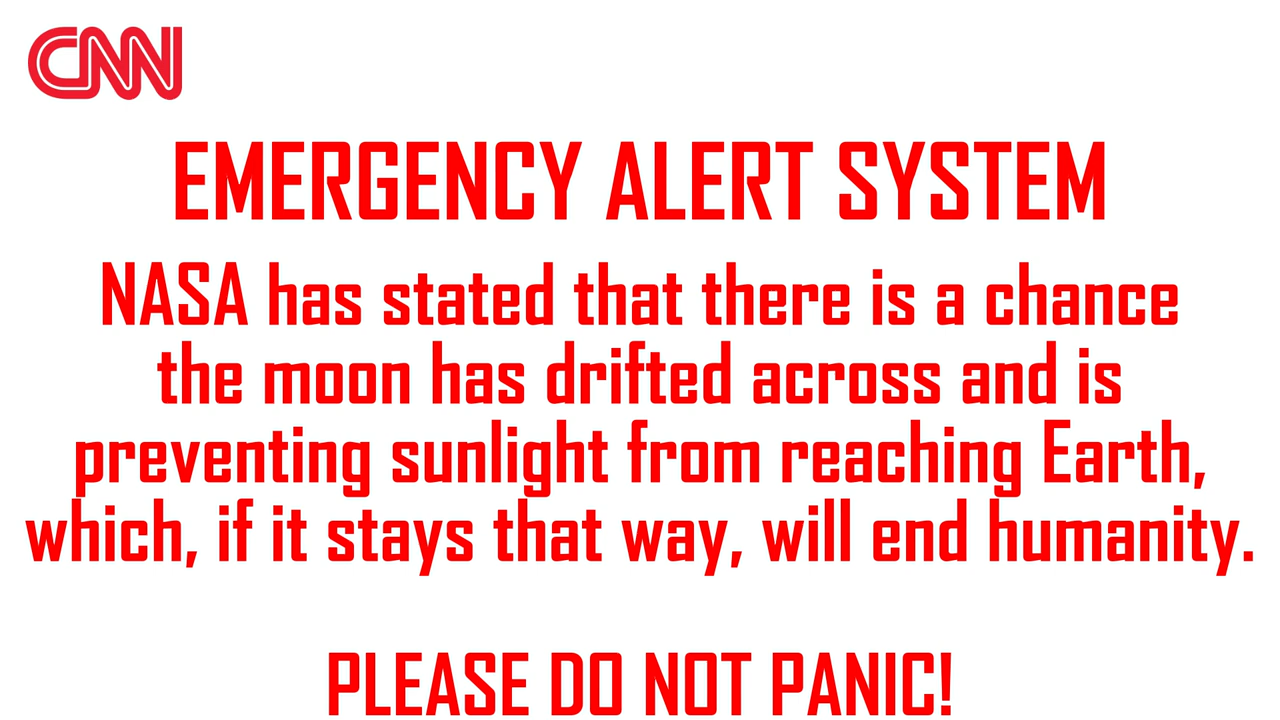 CNN
EMERGENCY ALERT SYSTEM
NASA has stated that there is a chance
the moon has drifted across and is
preventing sunlight from reaching Earth,
which, if it stays that way, will end humanity.
PLEASE DO NOT PANIC!